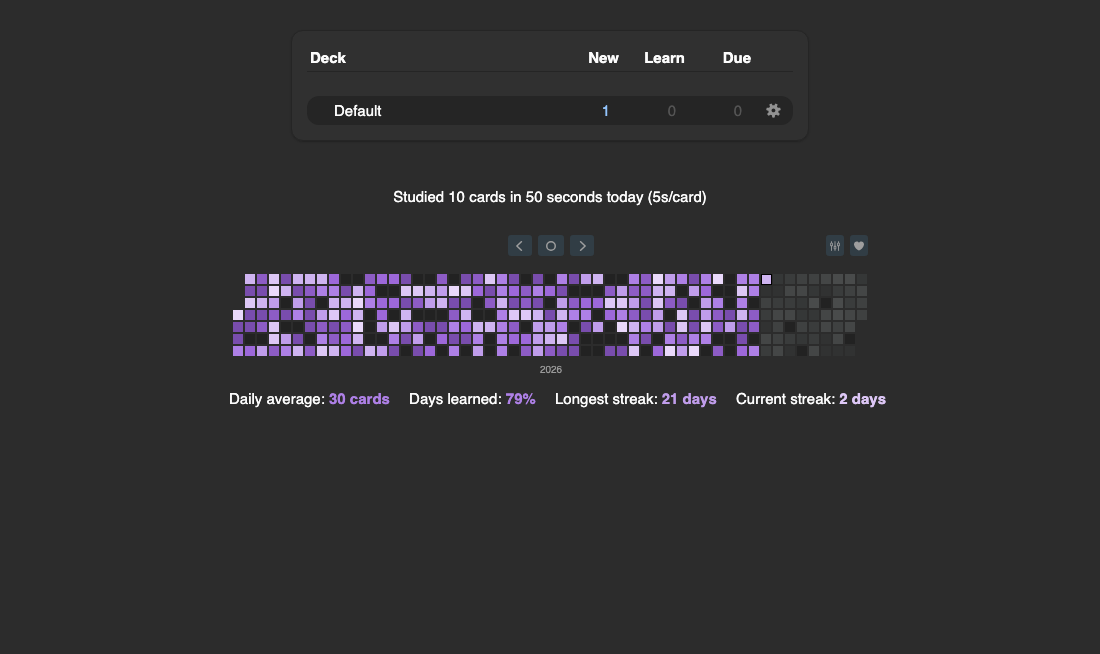 Deck New Learn Due
Default 1 0 0
Studied 10 cards in 50 seconds today (5s/card)
2026
Daily average: 30 cards Days learned: 79% Longest streak: 21 days Current streak: 2 days